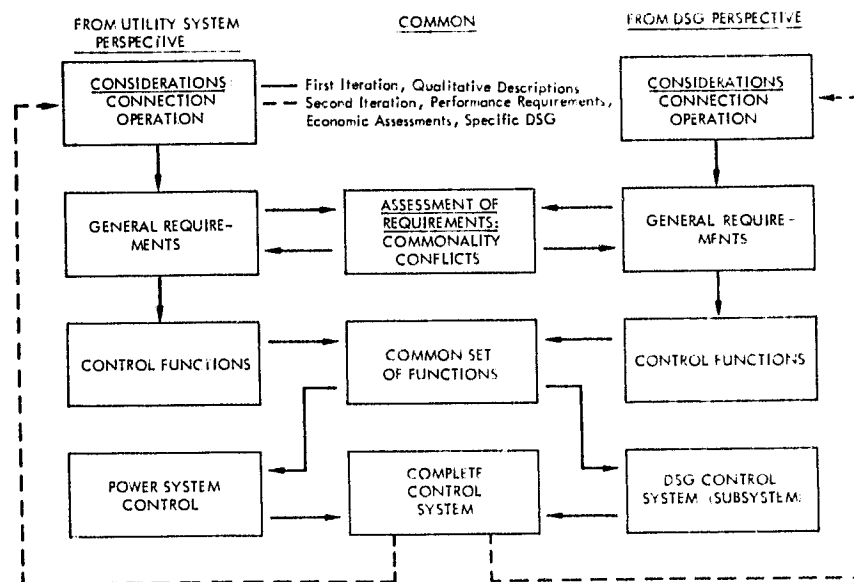 FROM UTILITY SYSTEM
PERSPECTIVE
COMMON
FROM DSG PERSPECTIVE
CONSIDERATIONS:
CONNECTION
OPERATION
First Iteration, Qualitative Descriptions
Second Iteration, Performance Requirements,
Economic Assessments, Specific DSG
CONSIDERATIONS
CONNECTION
OPERATION
GENERAL REQUIRE-
MENTS
ASSESSMENT OF
REQUIREMENTS:
COMMONALITY
CONFLICTS
GENERAL REQUIRE-
MENTS
CONTROL FUNCTIONS
COMMON SET
OF FUNCTIONS
CONTROL FUNCTIONS
POWER SYSTEM
CONTROL
COMPLETE
CONTROL
SYSTEM
DSG CONTROL
SYSTEM (SUBSYSTEM)